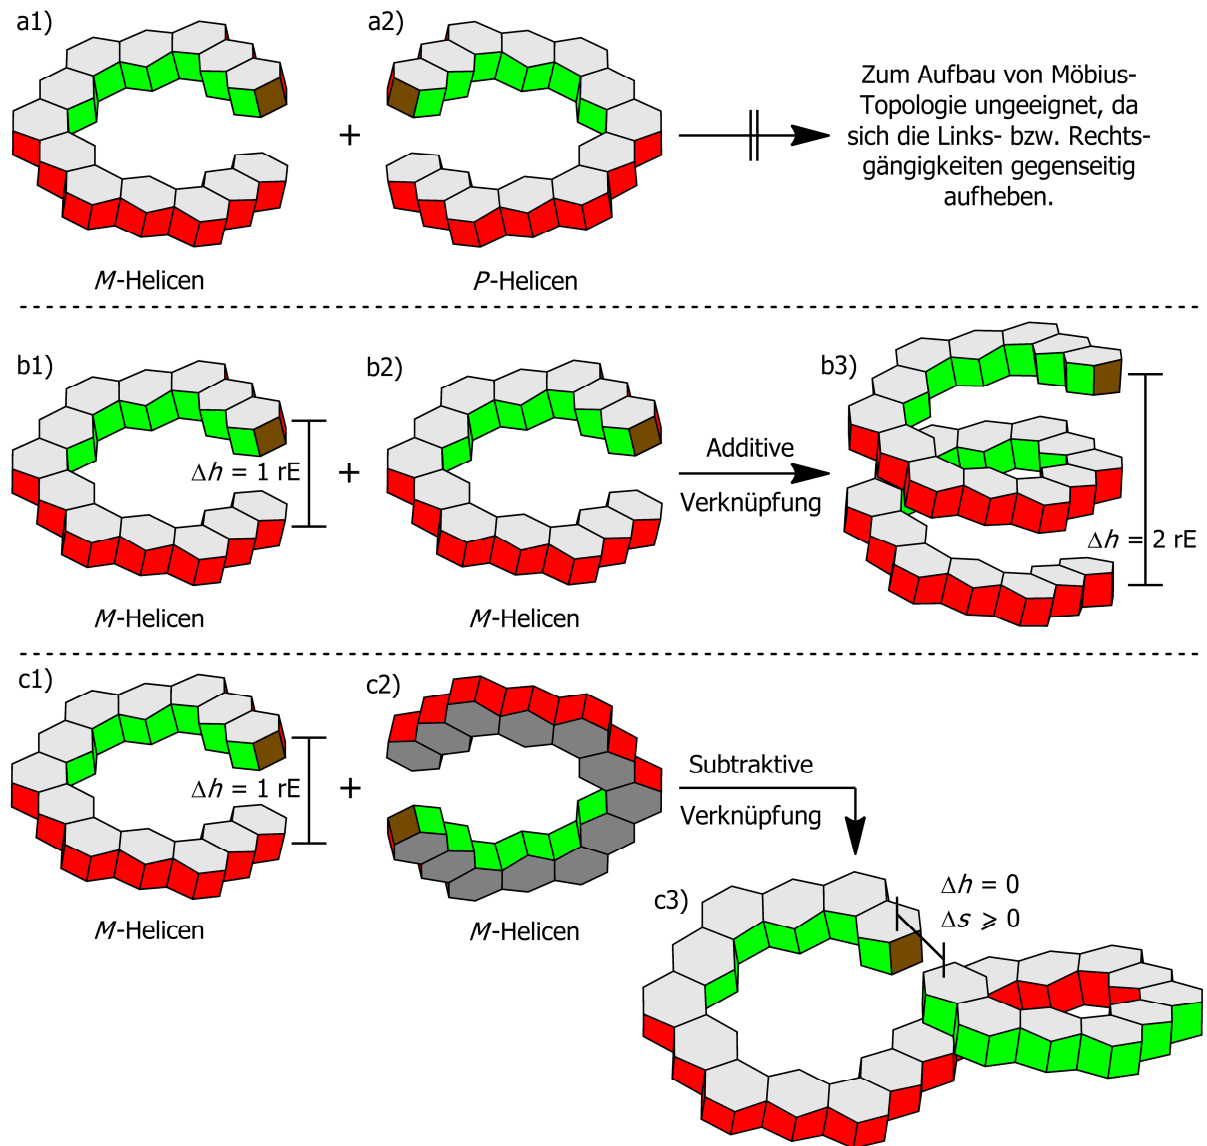 a1)
a2)
Zum Aufbau von Möbius-
Topologie ungeeignet, da
sich die Links- bzw. Rechts-
gängigkeiten gegenseitig
aufheben.
+
M-Helicen
P-Helicen
b1)
b2)
b3)
Δh = 1 rE
+
Additive
Verknüpfung
Δh = 2 rE
M-Helicen
M-Helicen
c1)
c2)
Δh = 1 rE
+
Subtraktive
Verknüpfung
M-Helicen
M-Helicen
c3)
Δh = 0
Δs ⩾ 0